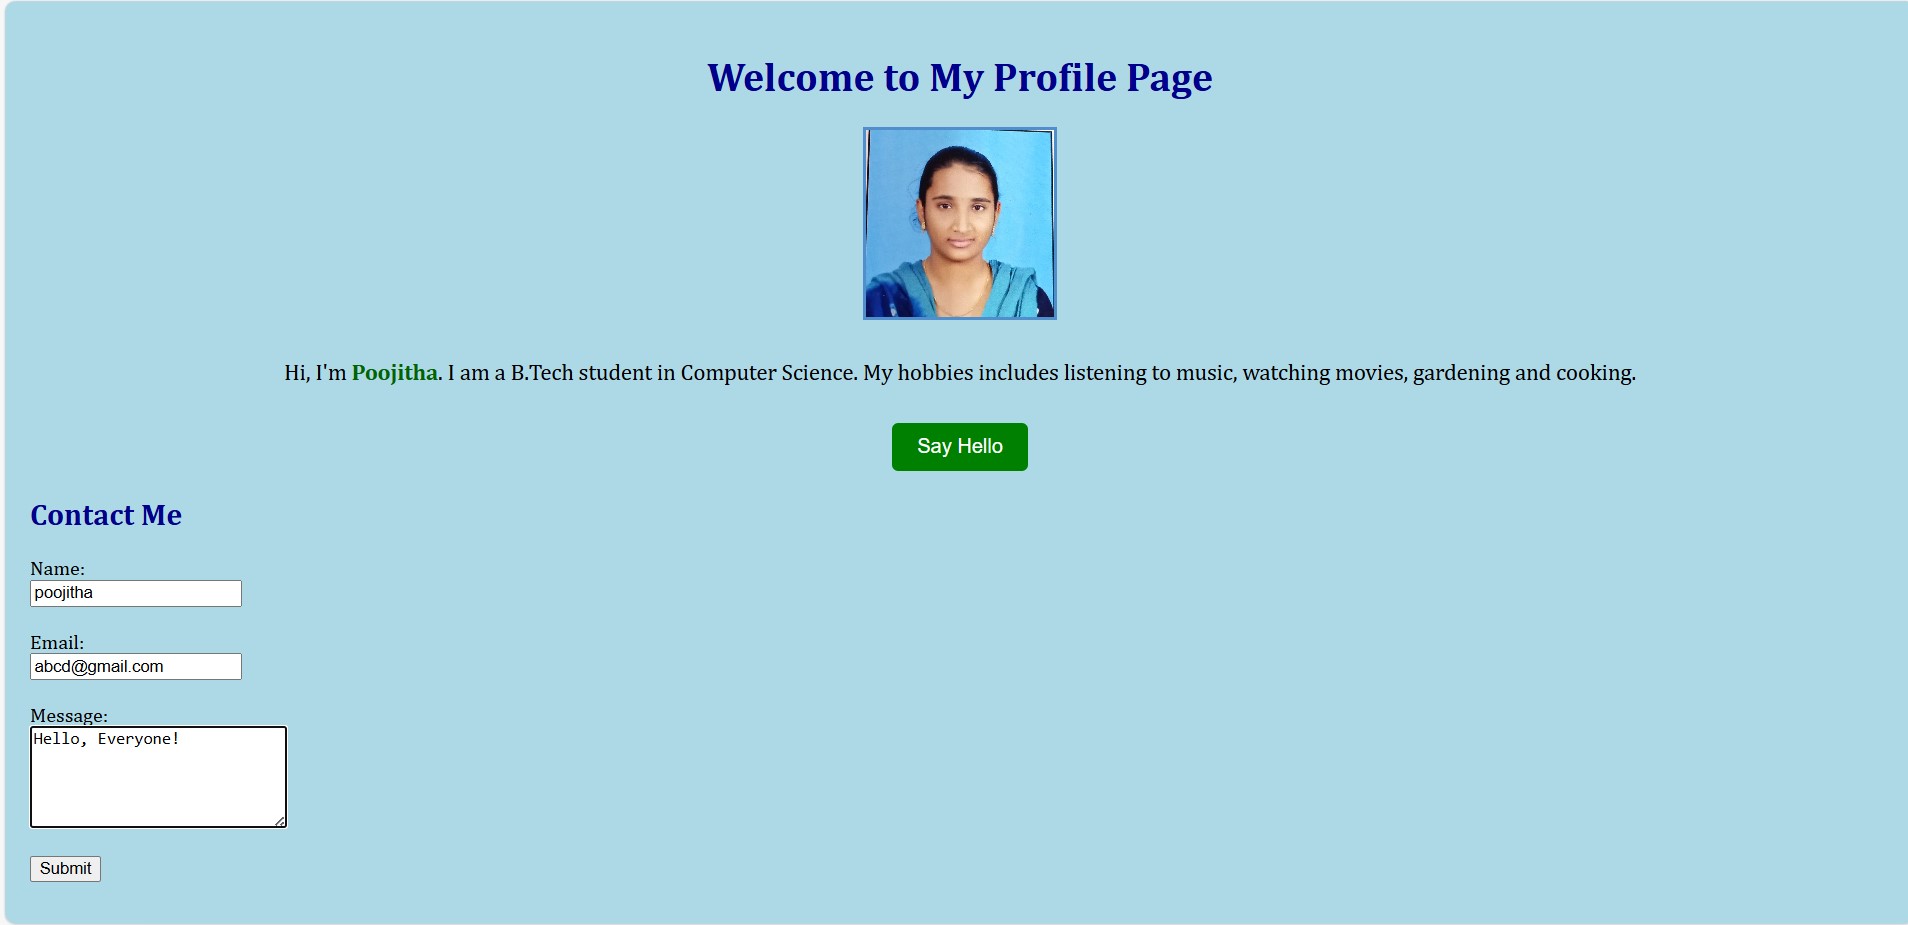 Welcome to My Profile Page
Hi, I'm Poojitha. I am a B.Tech student in Computer Science. My hobbies includes listening to music, watching movies, gardening and cooking.
Say Hello
Contact Me
Name:
poojitha
Email:
abcd@gmail.com
Message:
Hello, Everyone!
Submit